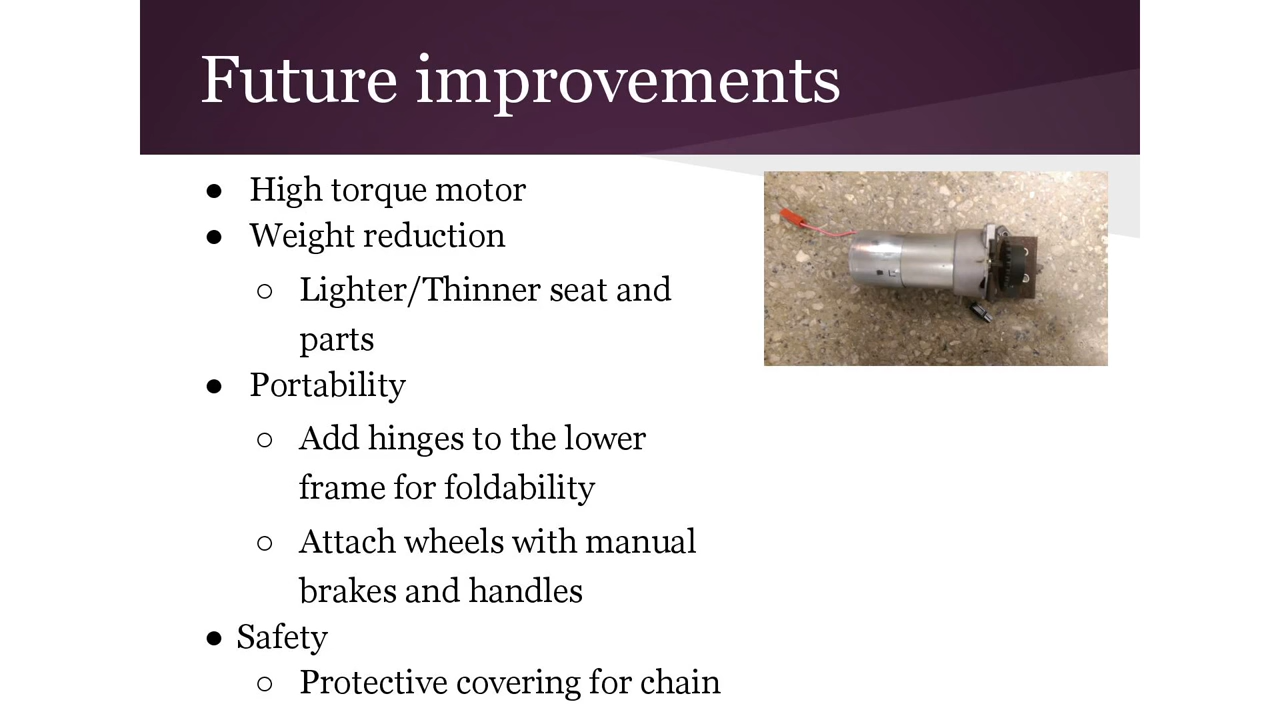 Future improvements
● High torque motor
● Weight reduction
○ Lighter/Thinner seat and
parts
● Portability
○ Add hinges to the lower
frame for foldability
○ Attach wheels with manual
brakes and handles
● Safety
○ Protective covering for chain